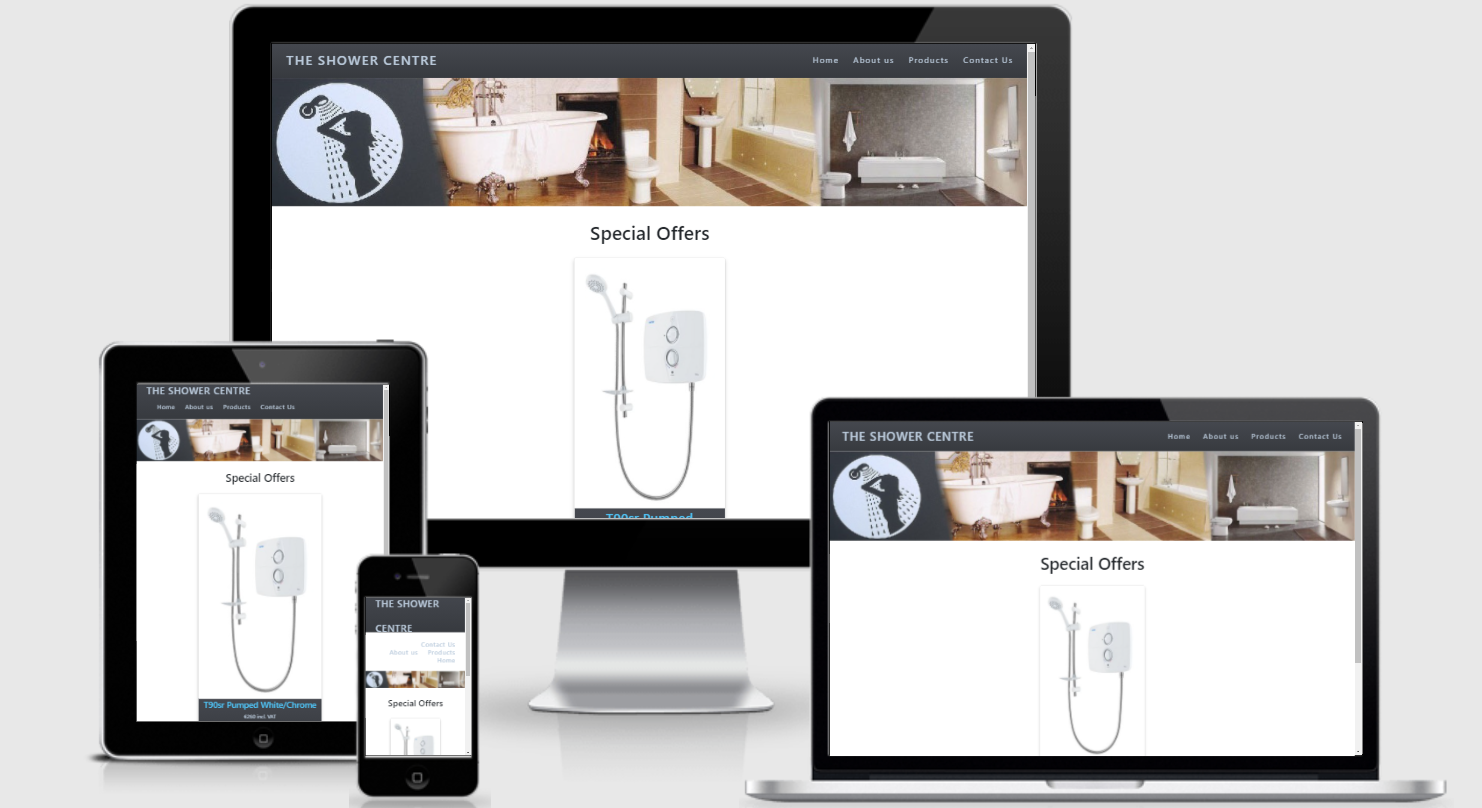 THE SHOWER CENTRE
Home About us Products Contact Us
Special Offers
T90sr Pumped
THE SHOWER CENTRE
Home About us Products Contact Us
Special Offers
T90sr Pumped White/Chrome
incl. VAT
THE SHOWER
CENTRE
Contact Us
About us Products
Home
Special Offers
THE SHOWER CENTRE
Home About us Products Contact Us
Special Offers